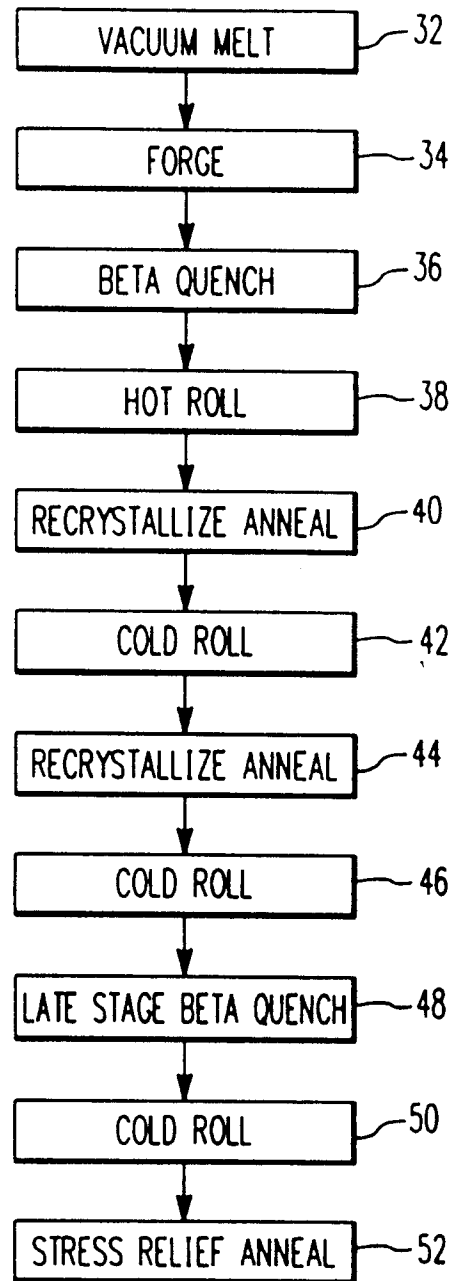 VACUUM MELT 32
FORGE 34
BETA QUENCH 36
HOT ROLL 38
RECRYSTALLIZE ANNEAL 40
COLD ROLL 42
RECRYSTALLIZE ANNEAL 44
COLD ROLL 46
LATE STAGE BETA QUENCH 48
COLD ROLL 50
STRESS RELIEF ANNEAL 52